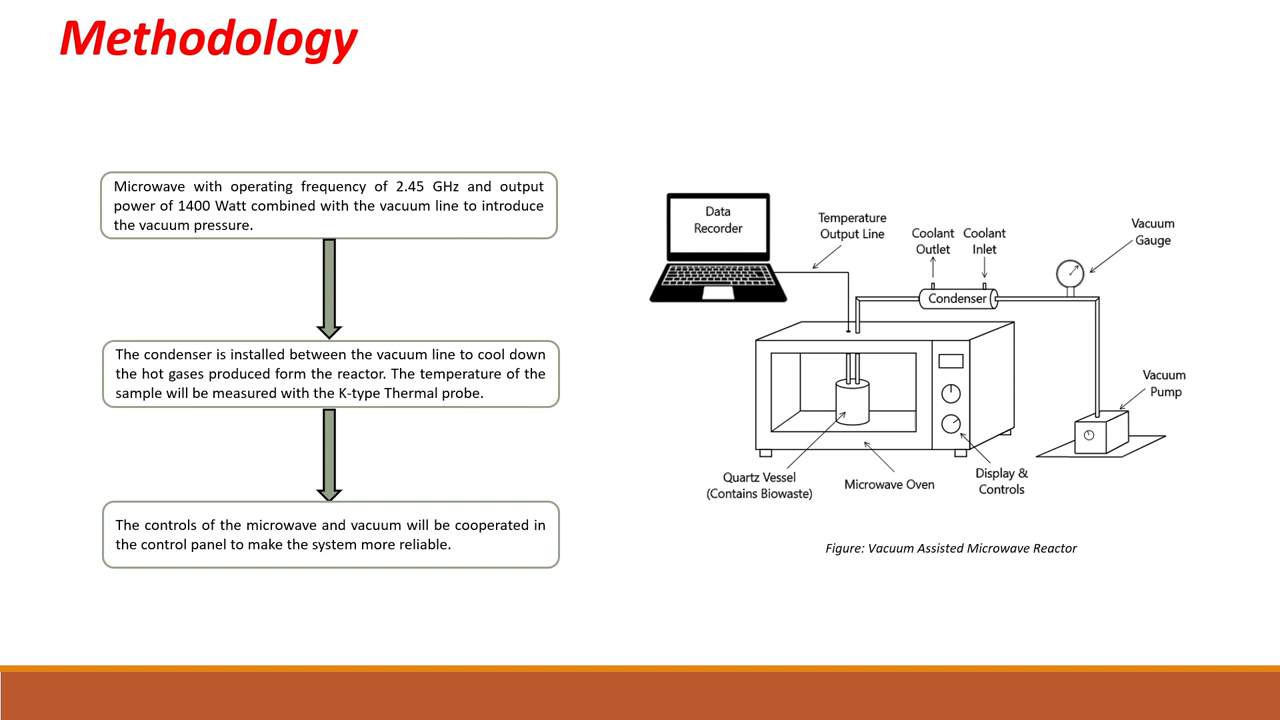 Methodology
Microwave with operating frequency of 2.45 GHz and output
power of 1400 Watt combined with the vacuum line to introduce
the vacuum pressure.
The condenser is installed between the vacuum line to cool down
the hot gases produced form the reactor. The temperature of the
sample will be measured with the K-type Thermal probe.
The controls of the microwave and vacuum will be cooperated in
the control panel to make the system more reliable.
Data
Recorder
Temperature
Output Line
Coolant
Outlet
Coolant
Inlet
Vacuum
Gauge
Condenser
Vacuum
Pump
Quartz Vessel
(Contains Biowaste)
Microwave Oven
Display &
Controls
Figure: Vacuum Assisted Microwave Reactor